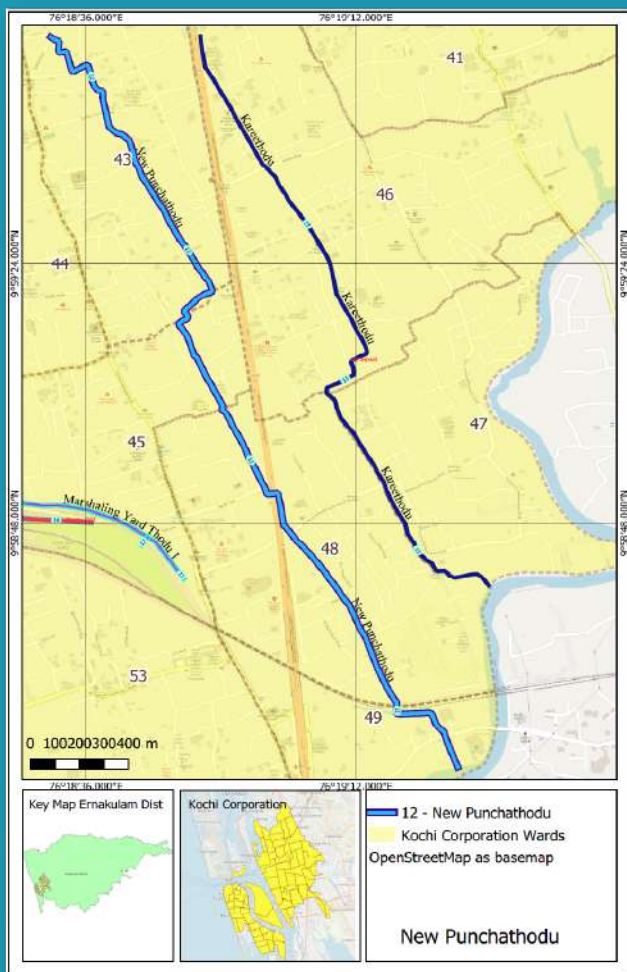 76°18'36.000"E 76°19'12.000"E
41
Kareethodu
43
New Punchathodu
46
9°59'24.000"N 9°59'24.000"N
44
Kareethodu
47
45
Kareethodu
Marshaling Yard Thodu 1
9°58'48.000"N 9°58'48.000"N
48
New Punchathodu
53
49
0 100200300400 m
76°18'36.000"E 76°19'12.000"E
Key Map Ernakulam Dist
Kochi Corporation
12 - New Punchathodu
Kochi Corporation Wards
OpenStreetMap as basemap
New Punchathodu